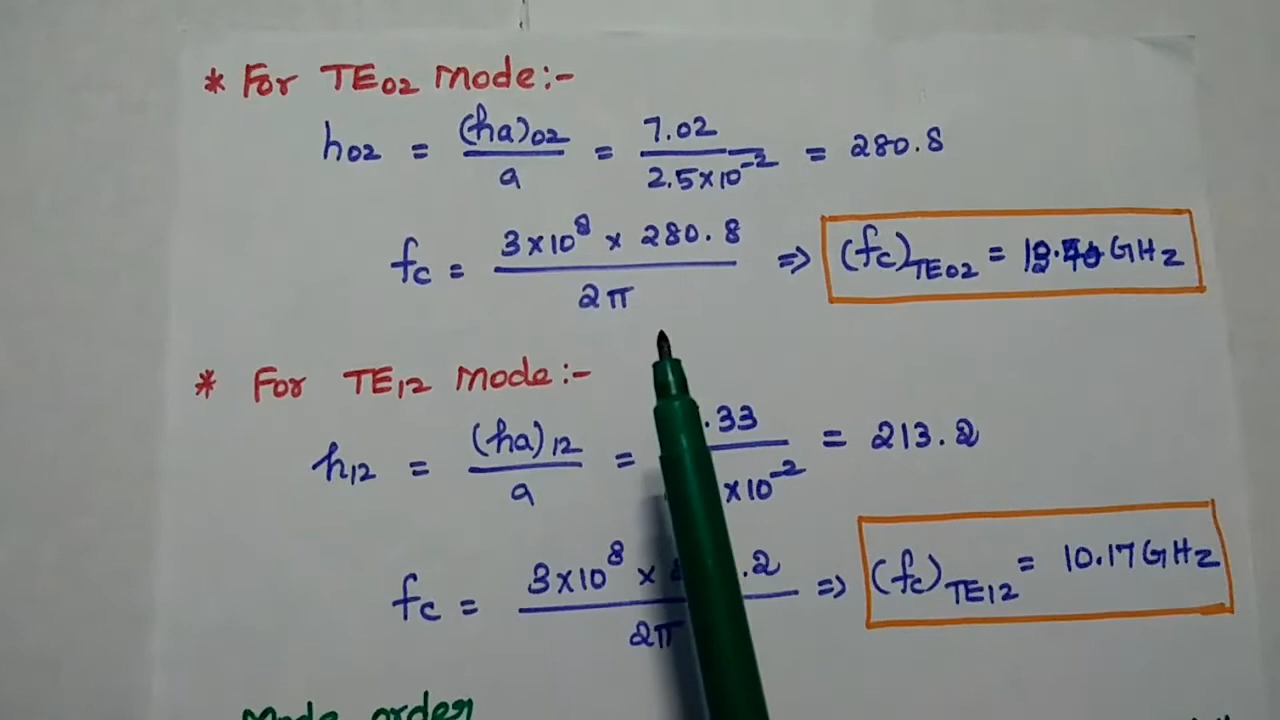 * For TE02 Mode:-
h02 = (ha)02 / a = 7.02 / 2.5×10^-2 = 280.8
fc = 3×10^8 × 280.8 / 2π ⇒ (fc)TE02 = GHz
* For TE12 Mode:-
h12 = (ha)12 / a = .33 / ×10^-2 = 213.2
fc = 3×10^8 × .2 / 2π ⇒ (fc)TE12 = 10.17 GHz
Mode order